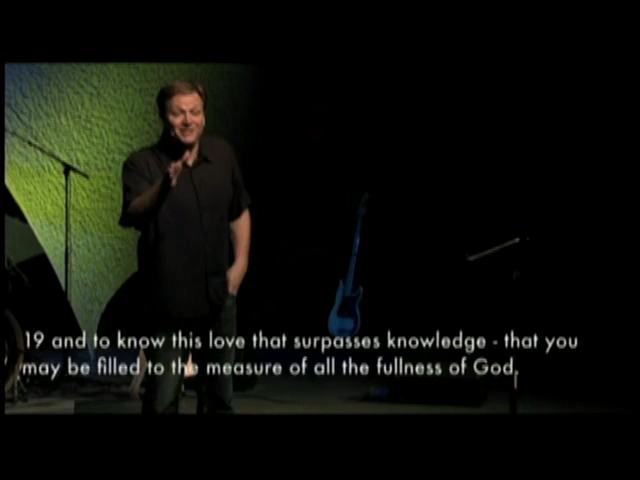 19 and to know this love that surpasses knowledge - that you
may be filled to the measure of all the fullness of God.